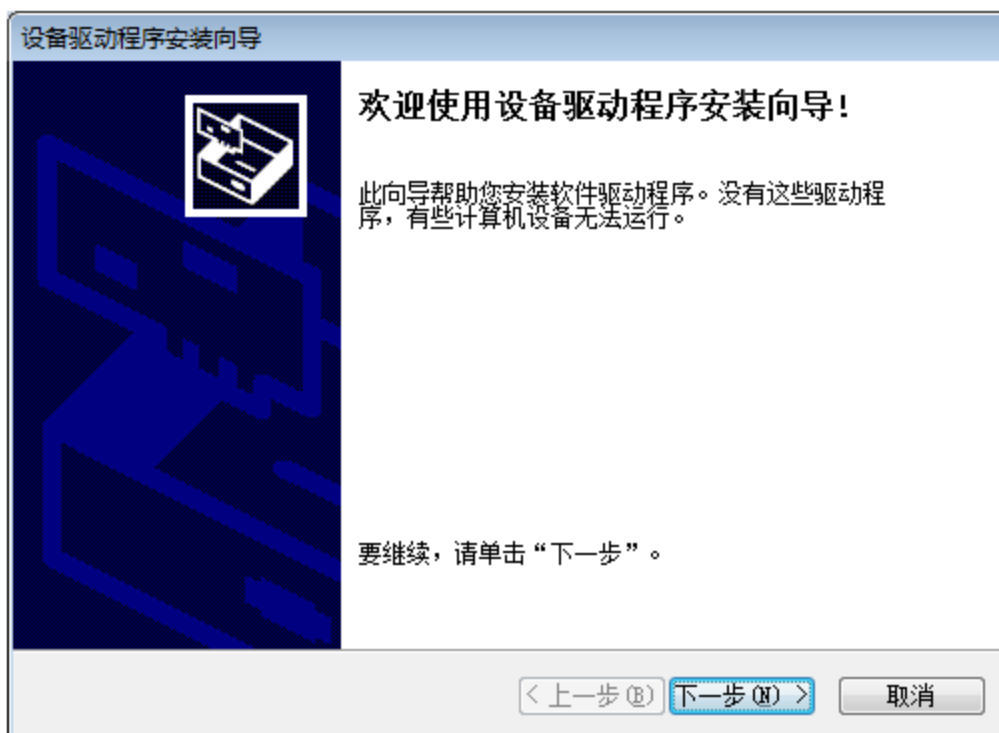 设备驱动程序安装向导
欢迎使用设备驱动程序安装向导!
此向导帮助您安装软件驱动程序。没有这些驱动程
序，有些计算机设备无法运行。
要继续，请单击“下一步”。
< 上一步(B)
下一步(N) >
取消